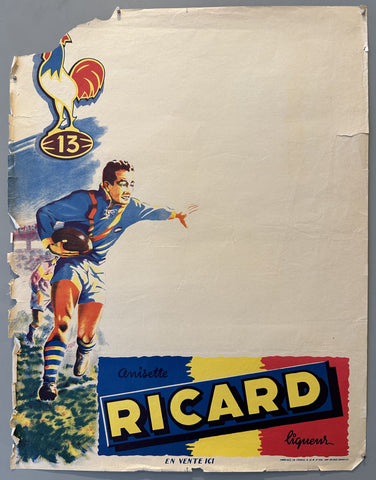 13
anisette
RICARD
liqueur
EN VENTE ICI